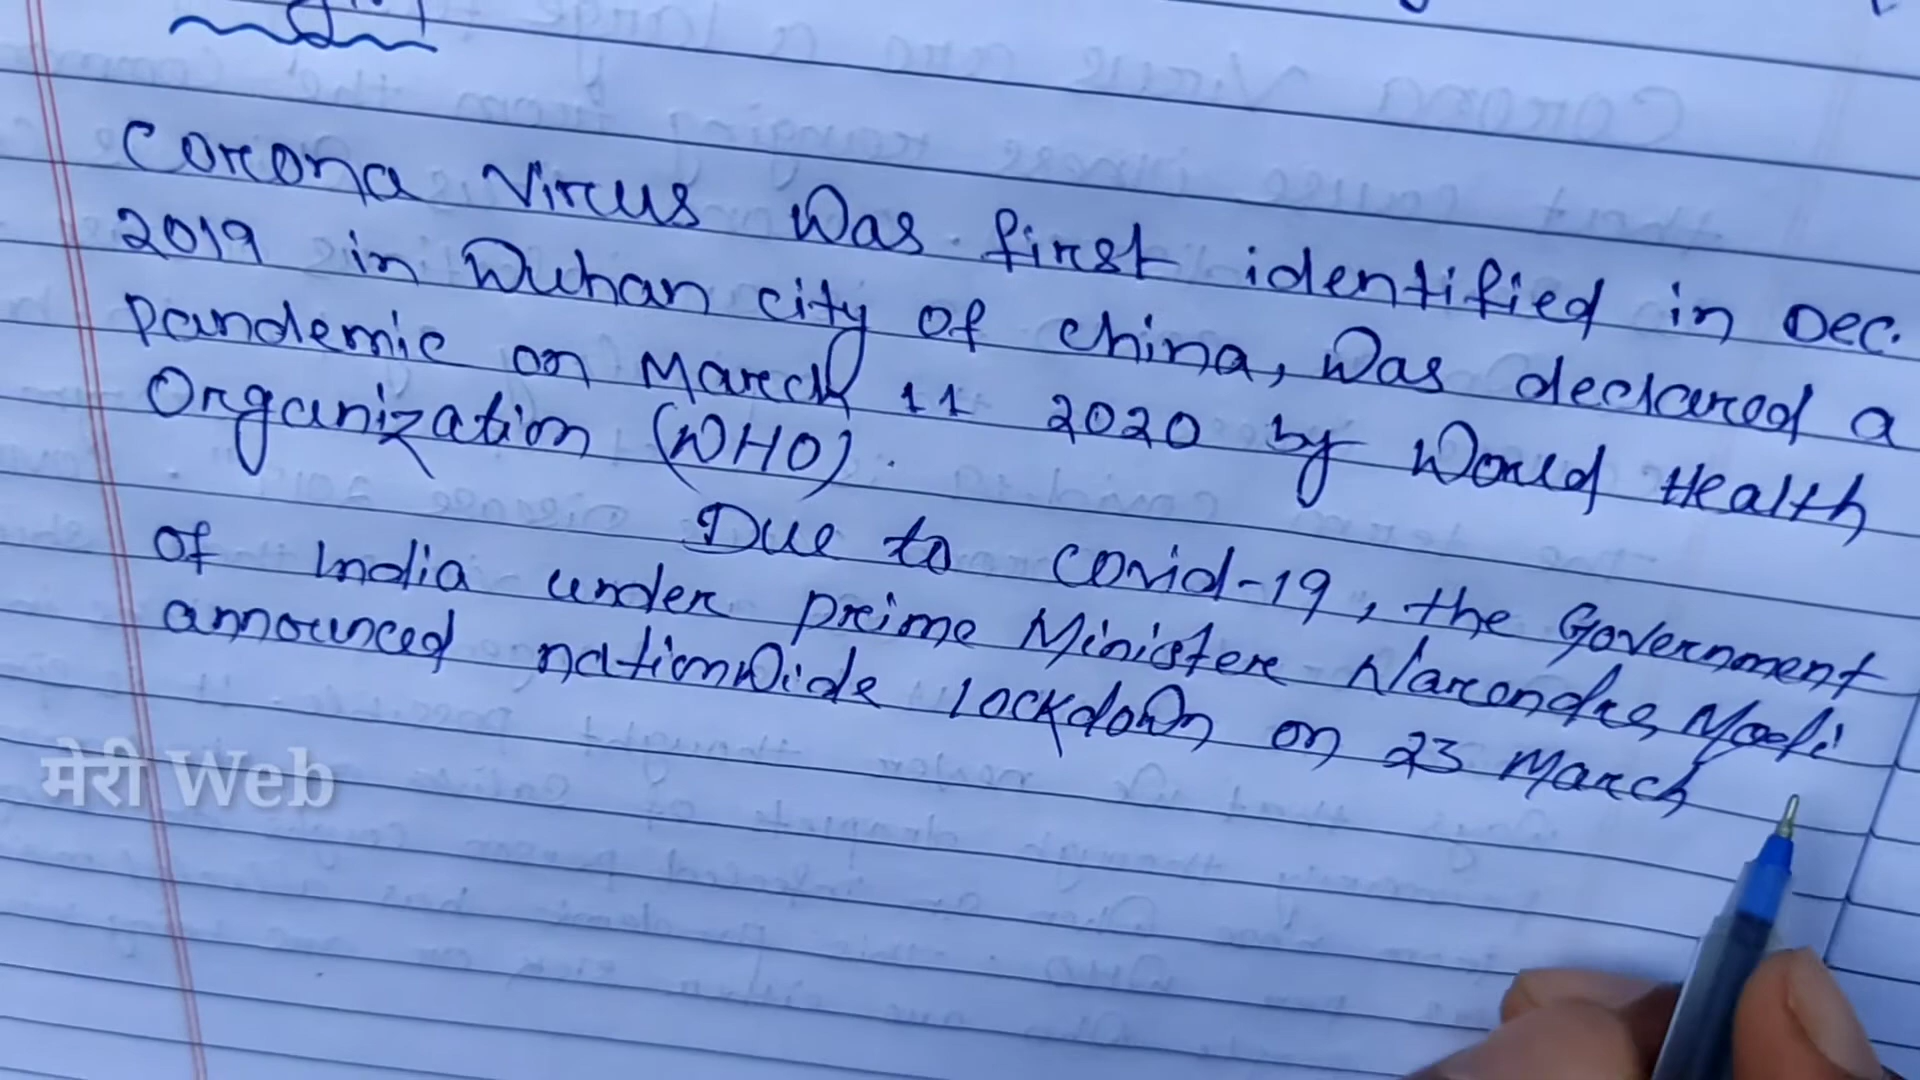 Corona Virus was first identified in Dec.
2019 in Wuhan city of China, was declared a
pandemic on March 11 2020 by World Health
Organization (WHO).
Due to covid-19, the Government
of India under prime Minister Narendra Modi
announced nationwide lockdown on 23 March
मेरी Web